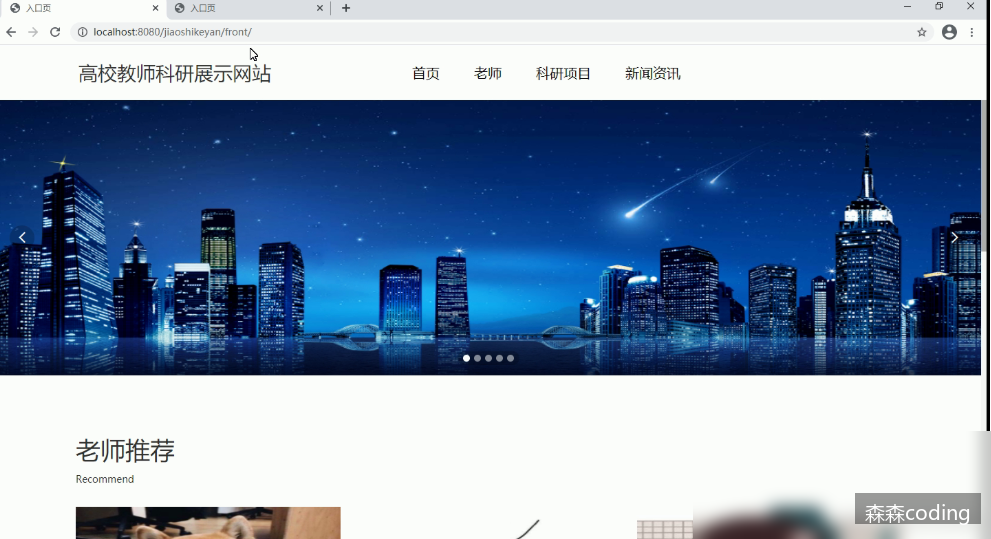 入口页
入口页
localhost:8080/jiaoshikeyan/front/
高校教师科研展示网站
首页 老师 科研项目 新闻资讯
老师推荐
Recommend
森森coding